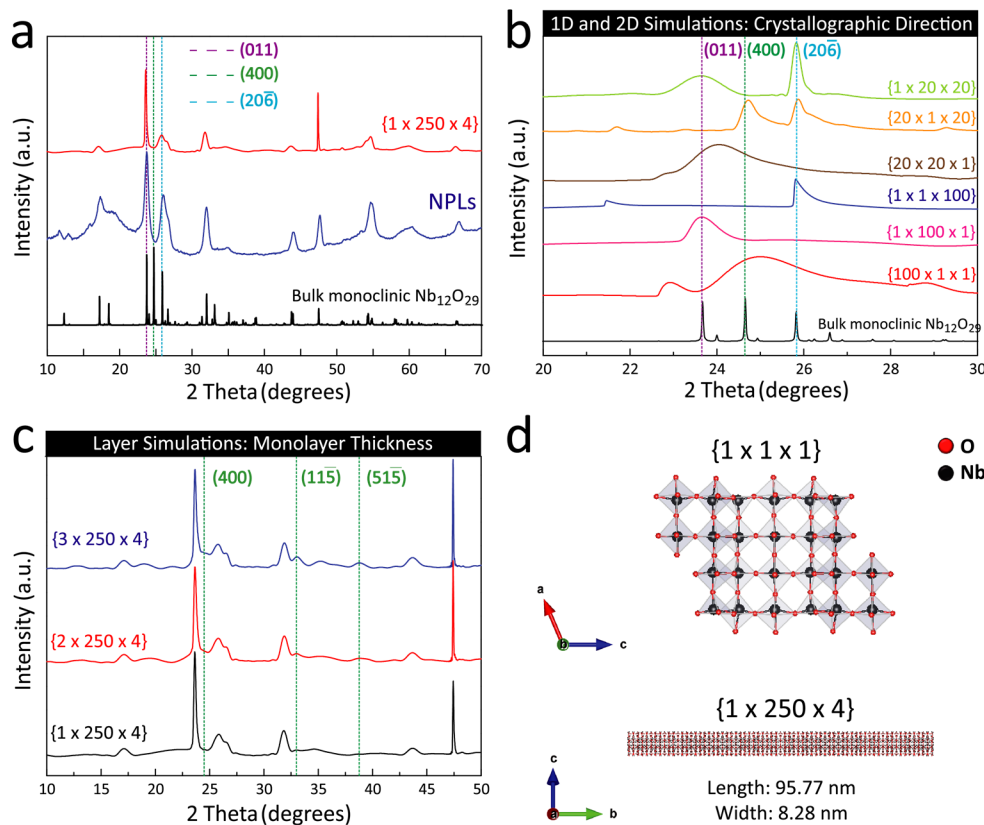 a
(011)
(400)
(206̅)
{1 x 250 x 4}
NPLs
Bulk monoclinic Nb₁₂O₂₉
Intensity (a.u.)
10 20 30 40 50 60 70
2 Theta (degrees)
b
1D and 2D Simulations: Crystallographic Direction
(011) (400) (206̅)
{1 x 20 x 20}
{20 x 1 x 20}
{20 x 20 x 1}
{1 x 1 x 100}
{1 x 100 x 1}
{100 x 1 x 1}
Bulk monoclinic Nb₁₂O₂₉
Intensity (a.u.)
20 22 24 26 28 30
2 Theta (degrees)
c
Layer Simulations: Monolayer Thickness
(400) (115̅) (515̅)
{3 x 250 x 4}
{2 x 250 x 4}
{1 x 250 x 4}
Intensity (a.u.)
10 15 20 25 30 35 40 45 50
2 Theta (degrees)
d
{1 x 1 x 1}
O
Nb
a
b
c
{1 x 250 x 4}
c
a
b
Length: 95.77 nm
Width: 8.28 nm